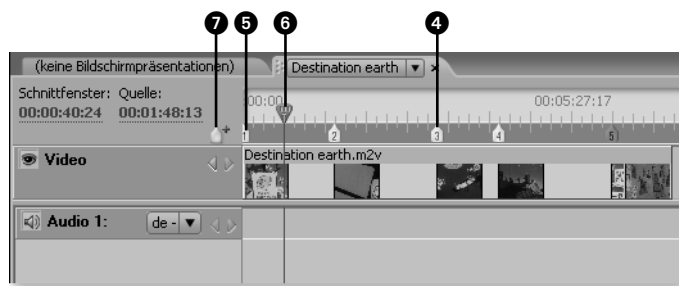 7 5 6 4
(keine Bildschirmpräsentationen) Destination earth
Schnittfenster: Quelle:
00:00:40:24 00:01:48:13
00:00 00:05:27:17
1 2 3 4 5
Video
Destination earth.m2v
Audio 1: de -